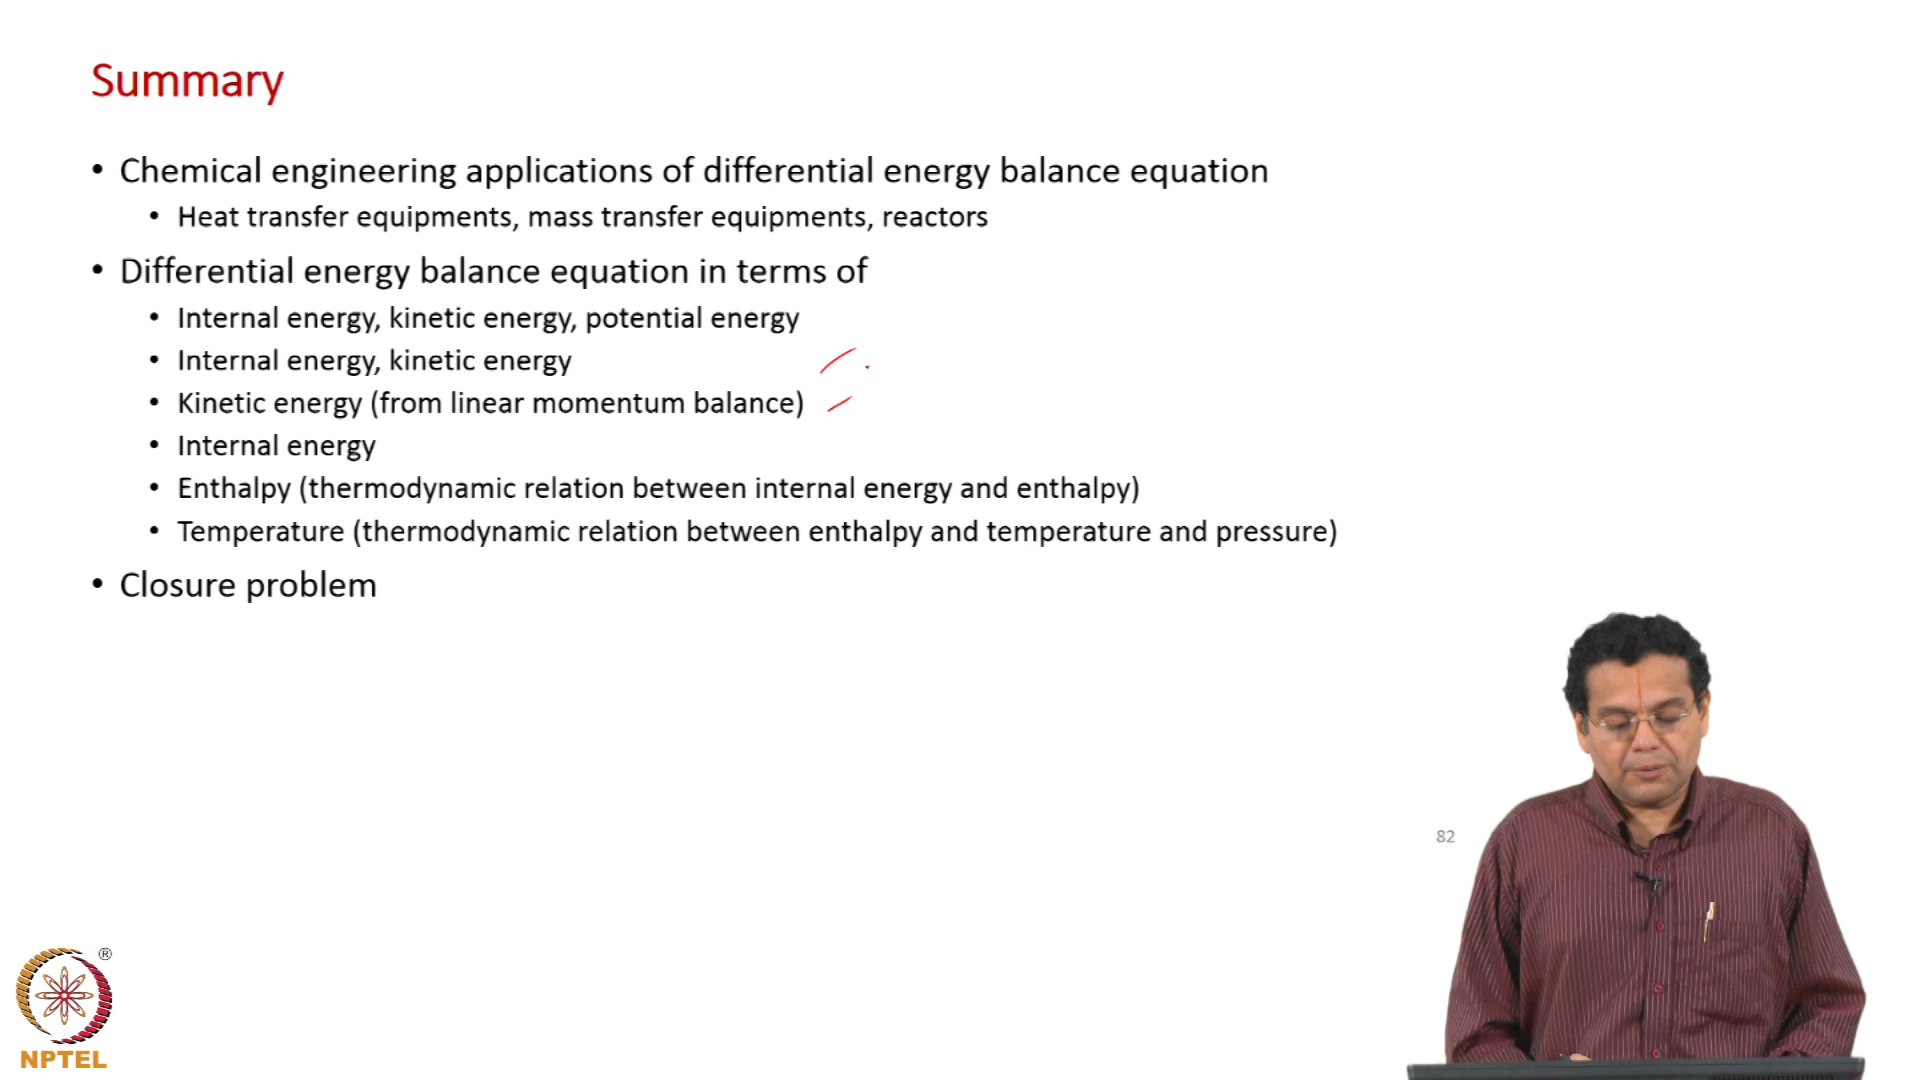 Summary
• Chemical engineering applications of differential energy balance equation
• Heat transfer equipments, mass transfer equipments, reactors
• Differential energy balance equation in terms of
• Internal energy, kinetic energy, potential energy
• Internal energy, kinetic energy
• Kinetic energy (from linear momentum balance)
• Internal energy
• Enthalpy (thermodynamic relation between internal energy and enthalpy)
• Temperature (thermodynamic relation between enthalpy and temperature and pressure)
• Closure problem
82
®
NPTEL